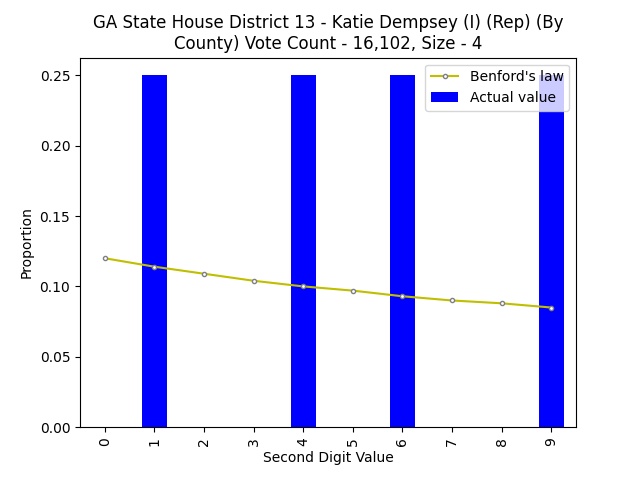 GA State House District 13 - Katie Dempsey (I) (Rep) (By
County) Vote Count - 16,102, Size - 4
Benford's law
Actual value
0.25
0.20
0.15
0.10
0.05
0.00
Proportion
0 1 2 3 4 5 6 7 8 9
Second Digit Value